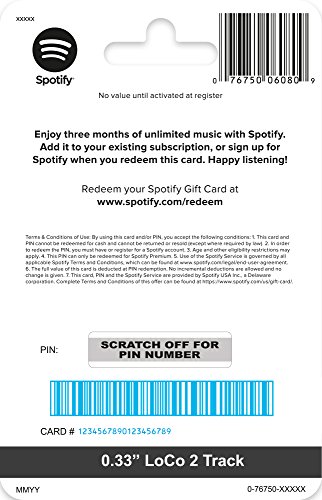 XXXXX
Spotify®
0 76750 06080 9
No value until activated at register
Enjoy three months of unlimited music with Spotify.
Add it to your existing subscription, or sign up for
Spotify when you redeem this card. Happy listening!
Redeem your Spotify Gift Card at
www.spotify.com/redeem
Terms & Conditions of Use: By using this card and/or PIN, you accept the following conditions: 1. This card and
PIN cannot be redeemed for cash and cannot be returned or resold (except where required by law). 2. In order
to redeem the PIN, you must have or register for a Spotify account. 3. Age and other eligibility restrictions may
apply. 4. This PIN can only be redeemed for Spotify Premium. 5. Use of the Spotify Service is governed by all
applicable Spotify Terms and Conditions, which can be found at www.spotify.com/legal/end-user-agreement.
6. The full value of this card is deducted at PIN redemption. No incremental deductions are allowed and no
change is given. 7. This card, PIN and the Spotify Service are provided by Spotify USA Inc., a Delaware
corporation. Complete Terms and Conditions of this offer can be found at https://www.spotify.com/us/gift-card/.
PIN:
SCRATCH OFF FOR
PIN NUMBER
CARD # 1234567890123456789
0.33” LoCo 2 Track
MMYY
0-76750-XXXXX